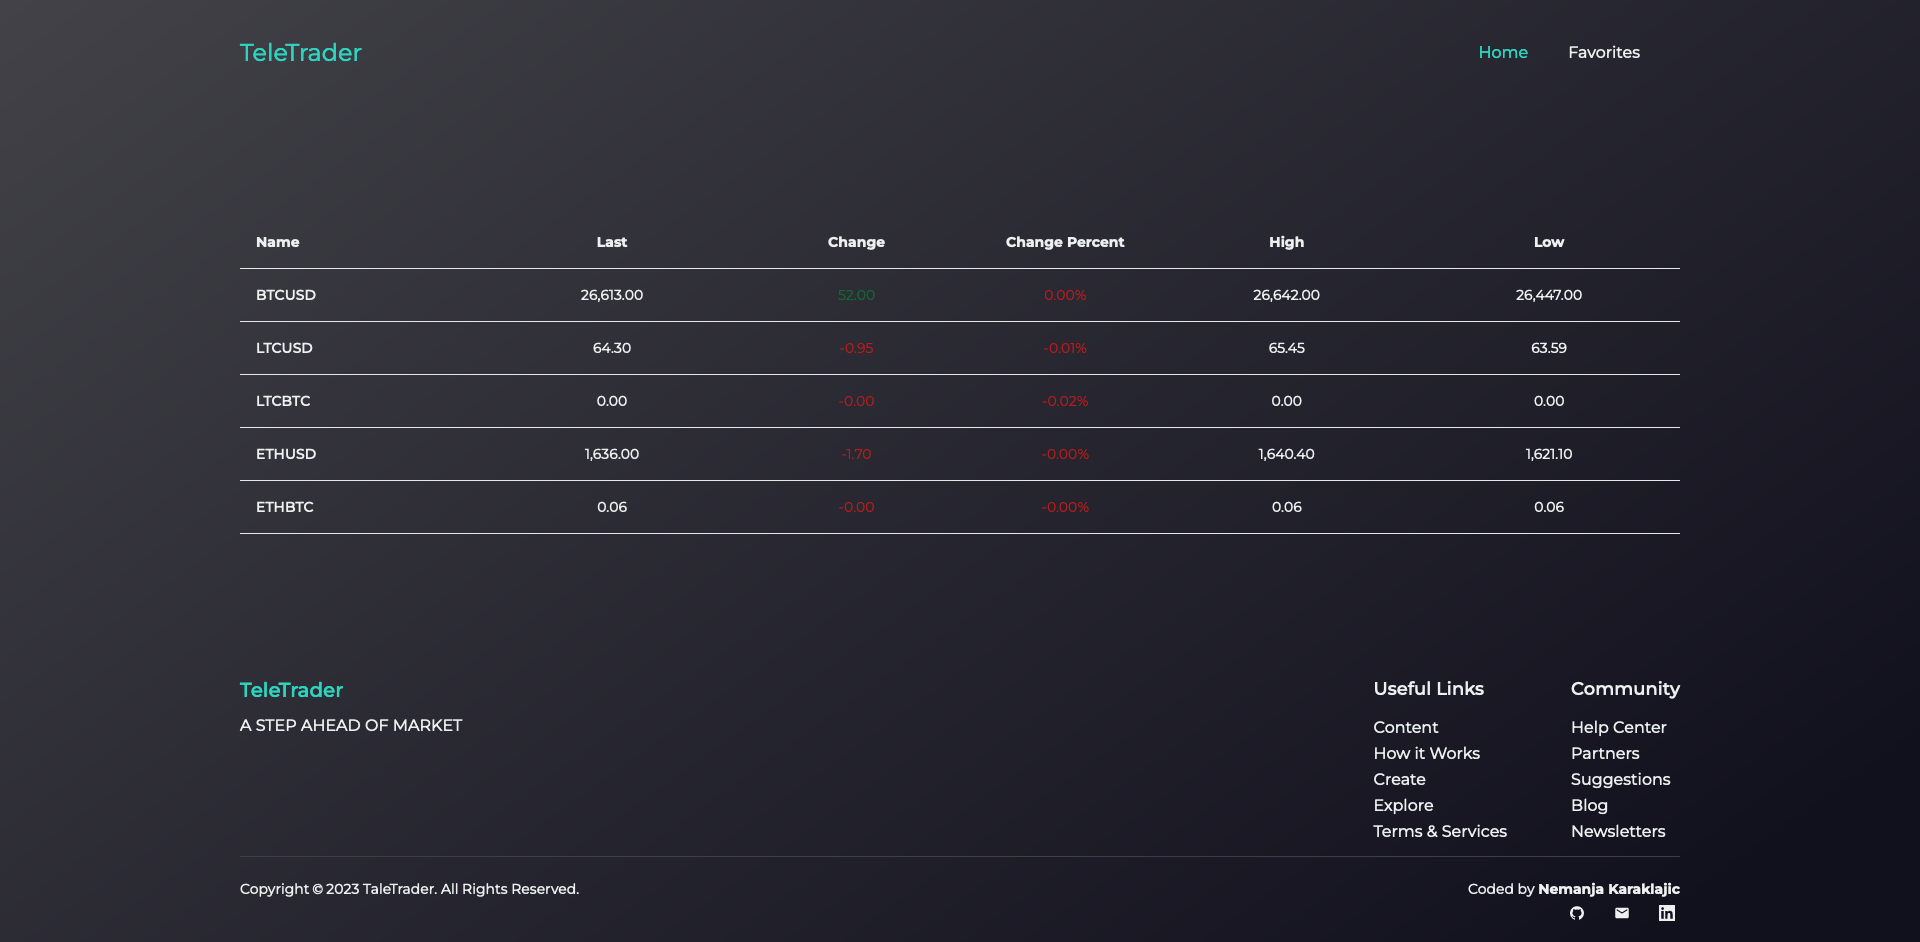 TeleTrader
Home Favorites
Name Last Change Change Percent High Low
BTCUSD 26,613.00 52.00 0.00% 26,642.00 26,447.00
LTCUSD 64.30 -0.95 -0.01% 65.45 63.59
LTCBTC 0.00 -0.00 -0.02% 0.00 0.00
ETHUSD 1,636.00 -1.70 -0.00% 1,640.40 1,621.10
ETHBTC 0.06 -0.00 -0.00% 0.06 0.06
TeleTrader
A STEP AHEAD OF MARKET
Useful Links
Content
How it Works
Create
Explore
Terms & Services
Community
Help Center
Partners
Suggestions
Blog
Newsletters
Copyright © 2023 TaleTrader. All Rights Reserved.
Coded by Nemanja Karaklajic